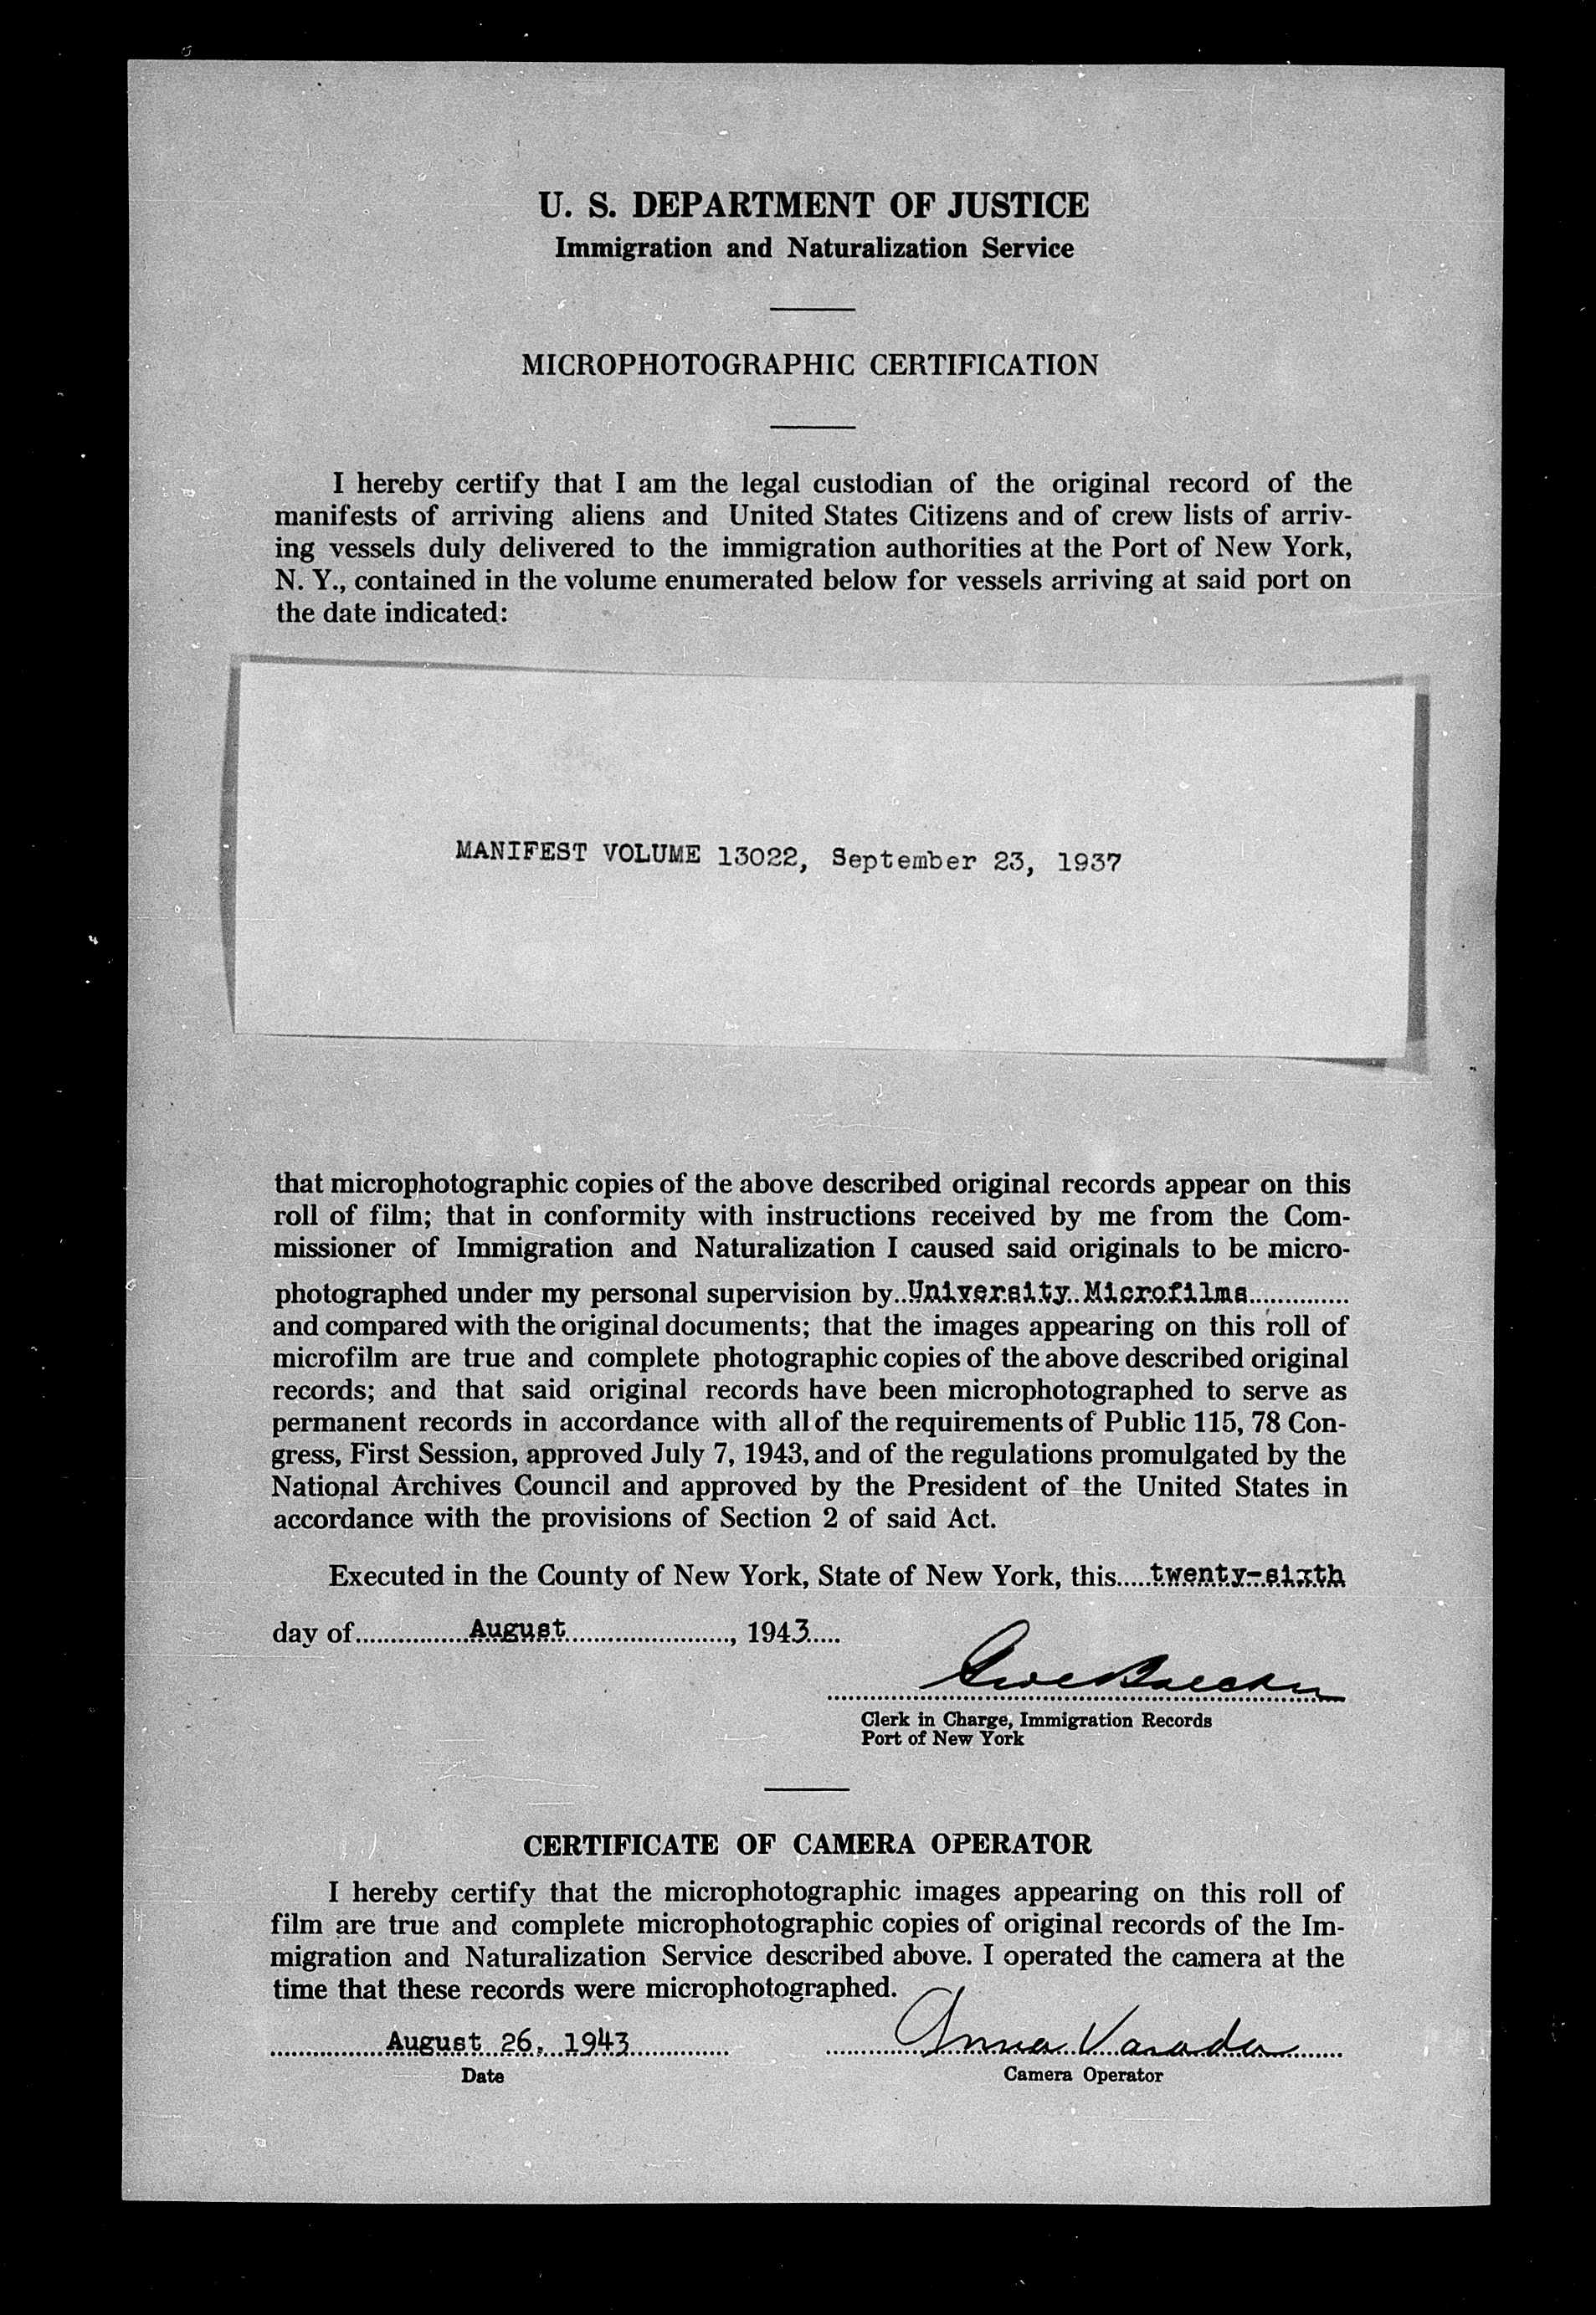 U. S. DEPARTMENT OF JUSTICE
Immigration and Naturalization Service
MICROPHOTOGRAPHIC CERTIFICATION
I hereby certify that I am the legal custodian of the original record of the
manifests of arriving aliens and United States Citizens and of crew lists of arriv-
ing vessels duly delivered to the immigration authorities at the Port of New York,
N. Y., contained in the volume enumerated below for vessels arriving at said port on
the date indicated:
MANIFEST VOLUME 13022, September 23, 1937
that microphotographic copies of the above described original records appear on this
roll of film; that in conformity with instructions received by me from the Com-
missioner of Immigration and Naturalization I caused said originals to be micro-
photographed under my personal supervision by..University Microfilms..............
and compared with the original documents; that the images appearing on this roll of
microfilm are true and complete photographic copies of the above described original
records; and that said original records have been microphotographed to serve as
permanent records in accordance with all of the requirements of Public 115, 78 Con-
gress, First Session, approved July 7, 1943, and of the regulations promulgated by the
National Archives Council and approved by the President of the United States in
accordance with the provisions of Section 2 of said Act.
Executed in the County of New York, State of New York, this.....twenty-sixth
day of.................August........................, 1943.....
Clerk in Charge, Immigration Records
Port of New York
CERTIFICATE OF CAMERA OPERATOR
I hereby certify that the microphotographic images appearing on this roll of
film are true and complete microphotographic copies of original records of the Im-
migration and Naturalization Service described above. I operated the camera at the
time that these records were microphotographed.
August 26, 1943 Anna Varada
Date Camera Operator